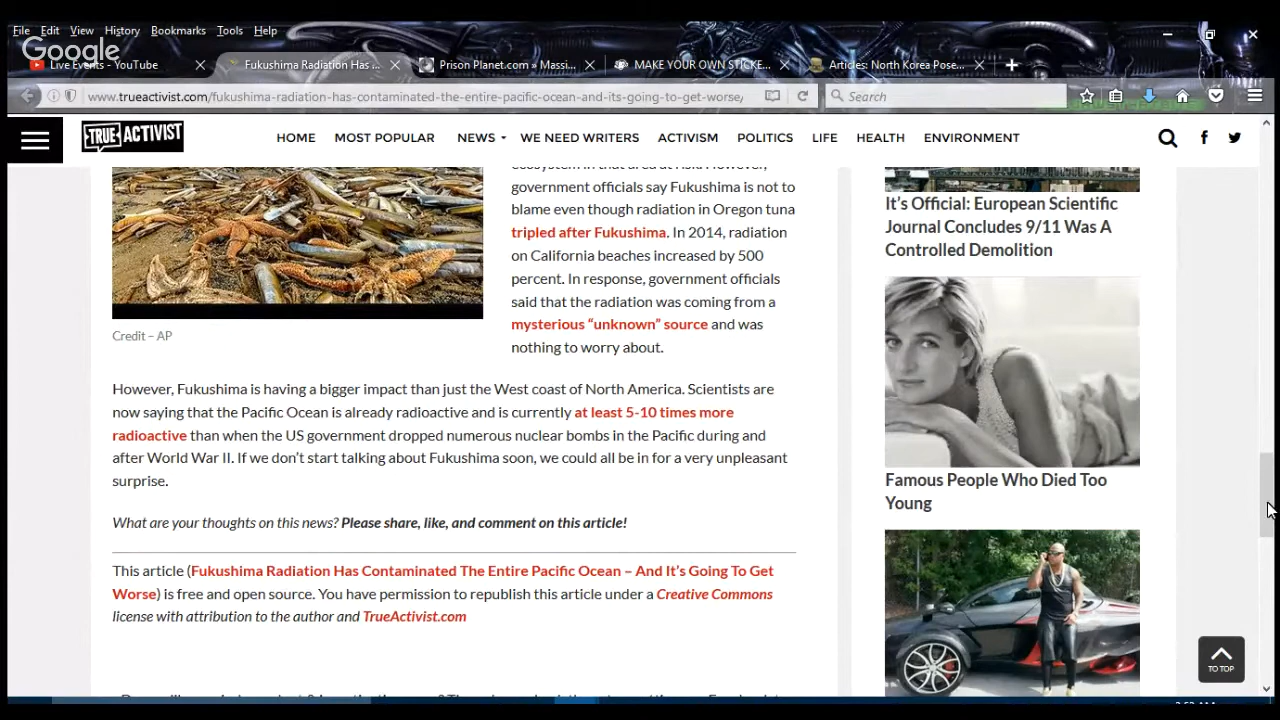 File Edit View History Bookmarks Tools Help
Google
Live Events - YouTube
Fukushima Radiation Has ...
Prison Planet.com » Massi...
MAKE YOUR OWN STICKE...
Articles: North Korea Pose...
www.trueactivist.com/fukushima-radiation-has-contaminated-the-entire-pacific-ocean-and-its-going-to-get-worse/
Search
TRUE ACTIVIST
HOME MOST POPULAR NEWS WE NEED WRITERS ACTIVISM POLITICS LIFE HEALTH ENVIRONMENT
government officials say Fukushima is not to
blame even though radiation in Oregon tuna
tripled after Fukushima. In 2014, radiation
on California beaches increased by 500
percent. In response, government officials
said that the radiation was coming from a
mysterious “unknown” source and was
nothing to worry about.
Credit – AP
However, Fukushima is having a bigger impact than just the West coast of North America. Scientists are
now saying that the Pacific Ocean is already radioactive and is currently at least 5-10 times more
radioactive than when the US government dropped numerous nuclear bombs in the Pacific during and
after World War II. If we don’t start talking about Fukushima soon, we could all be in for a very unpleasant
surprise.
What are your thoughts on this news? Please share, like, and comment on this article!
This article (Fukushima Radiation Has Contaminated The Entire Pacific Ocean – And It’s Going To Get
Worse) is free and open source. You have permission to republish this article under a Creative Commons
license with attribution to the author and TrueActivist.com
It’s Official: European Scientific
Journal Concludes 9/11 Was A
Controlled Demolition
Famous People Who Died Too
Young
TO TOP